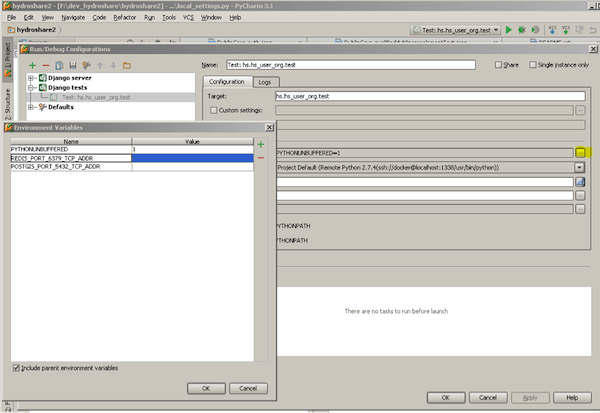 hydroshare2 - [F:\dev_hydroshare\hydroshare2] - ...\local_settings.py - PyCharm 3.1
File Edit View Navigate Code Refactor Run Tools VCS Window Help
hydroshare2
Test: hs.hs_user_org.test
1: Project
Z: Structure
Run/Debug Configurations
Name: Test: hs.hs_user_org.test
Share
Single instance only
Django server
Django tests
Test: hs.hs_user_org.test
Defaults
Configuration
Logs
Target: hs.hs_user_org.test
Custom settings:
PYTHONUNBUFFERED=1
Project Default (Remote Python 2.7.4(ssh://docker@localhost:1338/usr/bin/python))
YTHONPATH
YTHONPATH
There are no tasks to run before launch
Environment Variables
Name Value
PYTHONUNBUFFERED 1
REDIS_PORT_6379_TCP_ADDR
POSTGIS_PORT_5432_TCP_ADDR
Include parent environment variables
OK Cancel
OK Cancel Apply Help